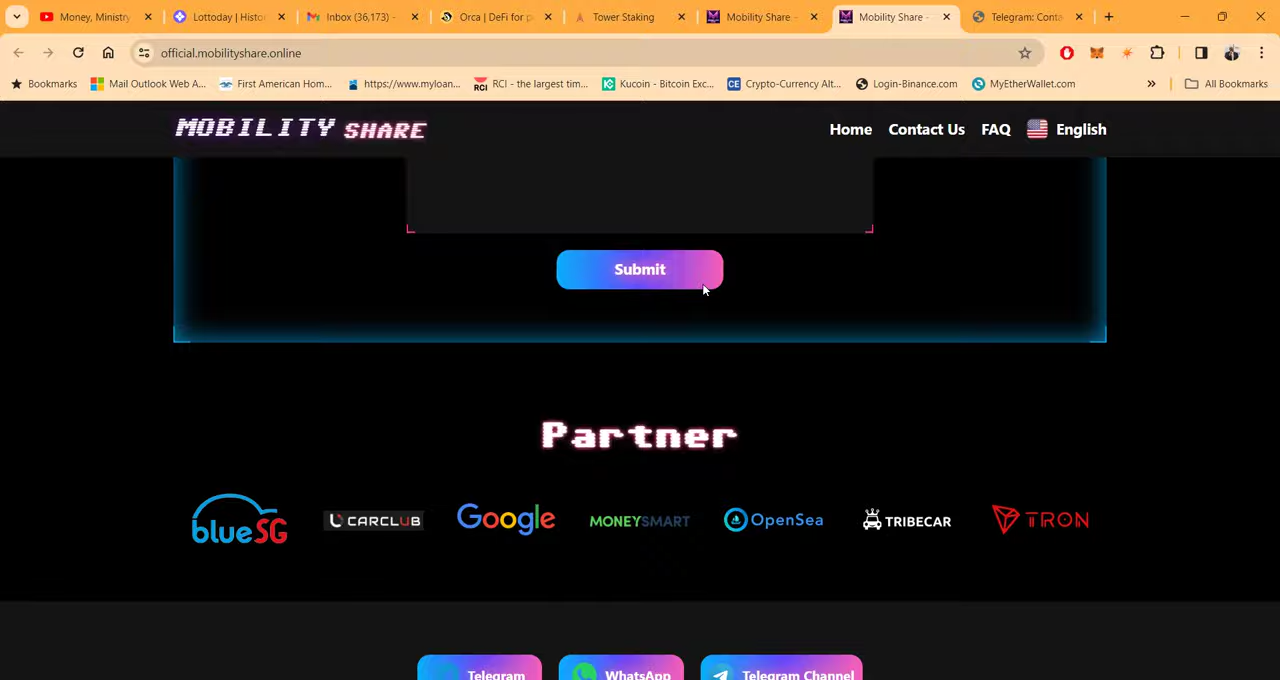 Money, Ministry
Lottoday | Histo
Inbox (36,173) -
Orca | DeFi for p
Tower Staking
Mobility Share -
Mobility Share -
Telegram: Conta
official.mobilityshare.online
Bookmarks
Mail Outlook Web A...
First American Hom...
https://www.myloan...
RCI - the largest tim...
Kucoin - Bitcoin Exc...
Crypto-Currency Alt...
Login-Binance.com
MyEtherWallet.com
All Bookmarks
MOBILITY SHARE
Home
Contact Us
FAQ
English
Submit
Partner
blueSG
CARCLUB
Google
MONEYSMART
OpenSea
TRIBECAR
TRON
Telegram
WhatsApp
Telegram Channel